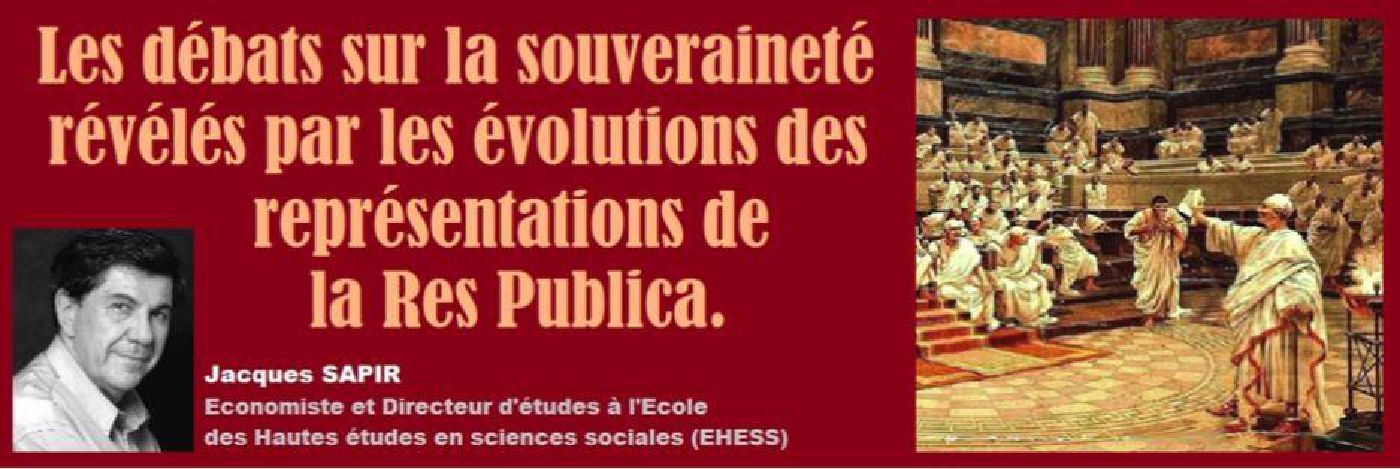 Les débats sur la souveraineté
révélés par les évolutions des
représentations de
la Res Publica.
Jacques SAPIR
Economiste et Directeur d'études à l'Ecole
des Hautes études en sciences sociales (EHESS)